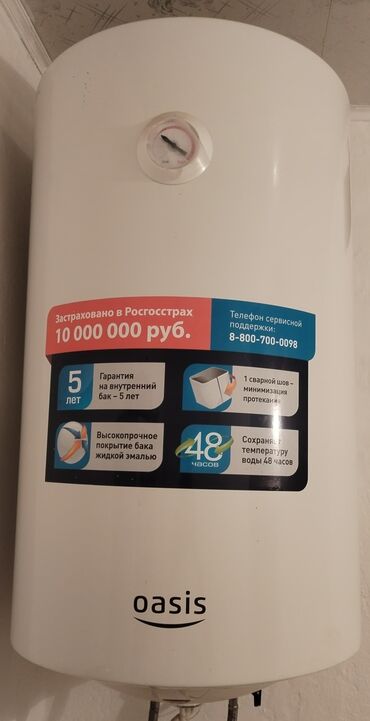 Застраховано в Росгосстрах
10 000 000 руб.
Телефон сервисной
поддержки:
8-800-700-0098
5
лет
Гарантия
на внутренний
бак – 5 лет
1 сварной шов –
минимизация
протекания
Высокопрочное
покрытие бака
жидкой эмалью
48
часов
Сохраняет
температуру
воды 48 часов
oasis